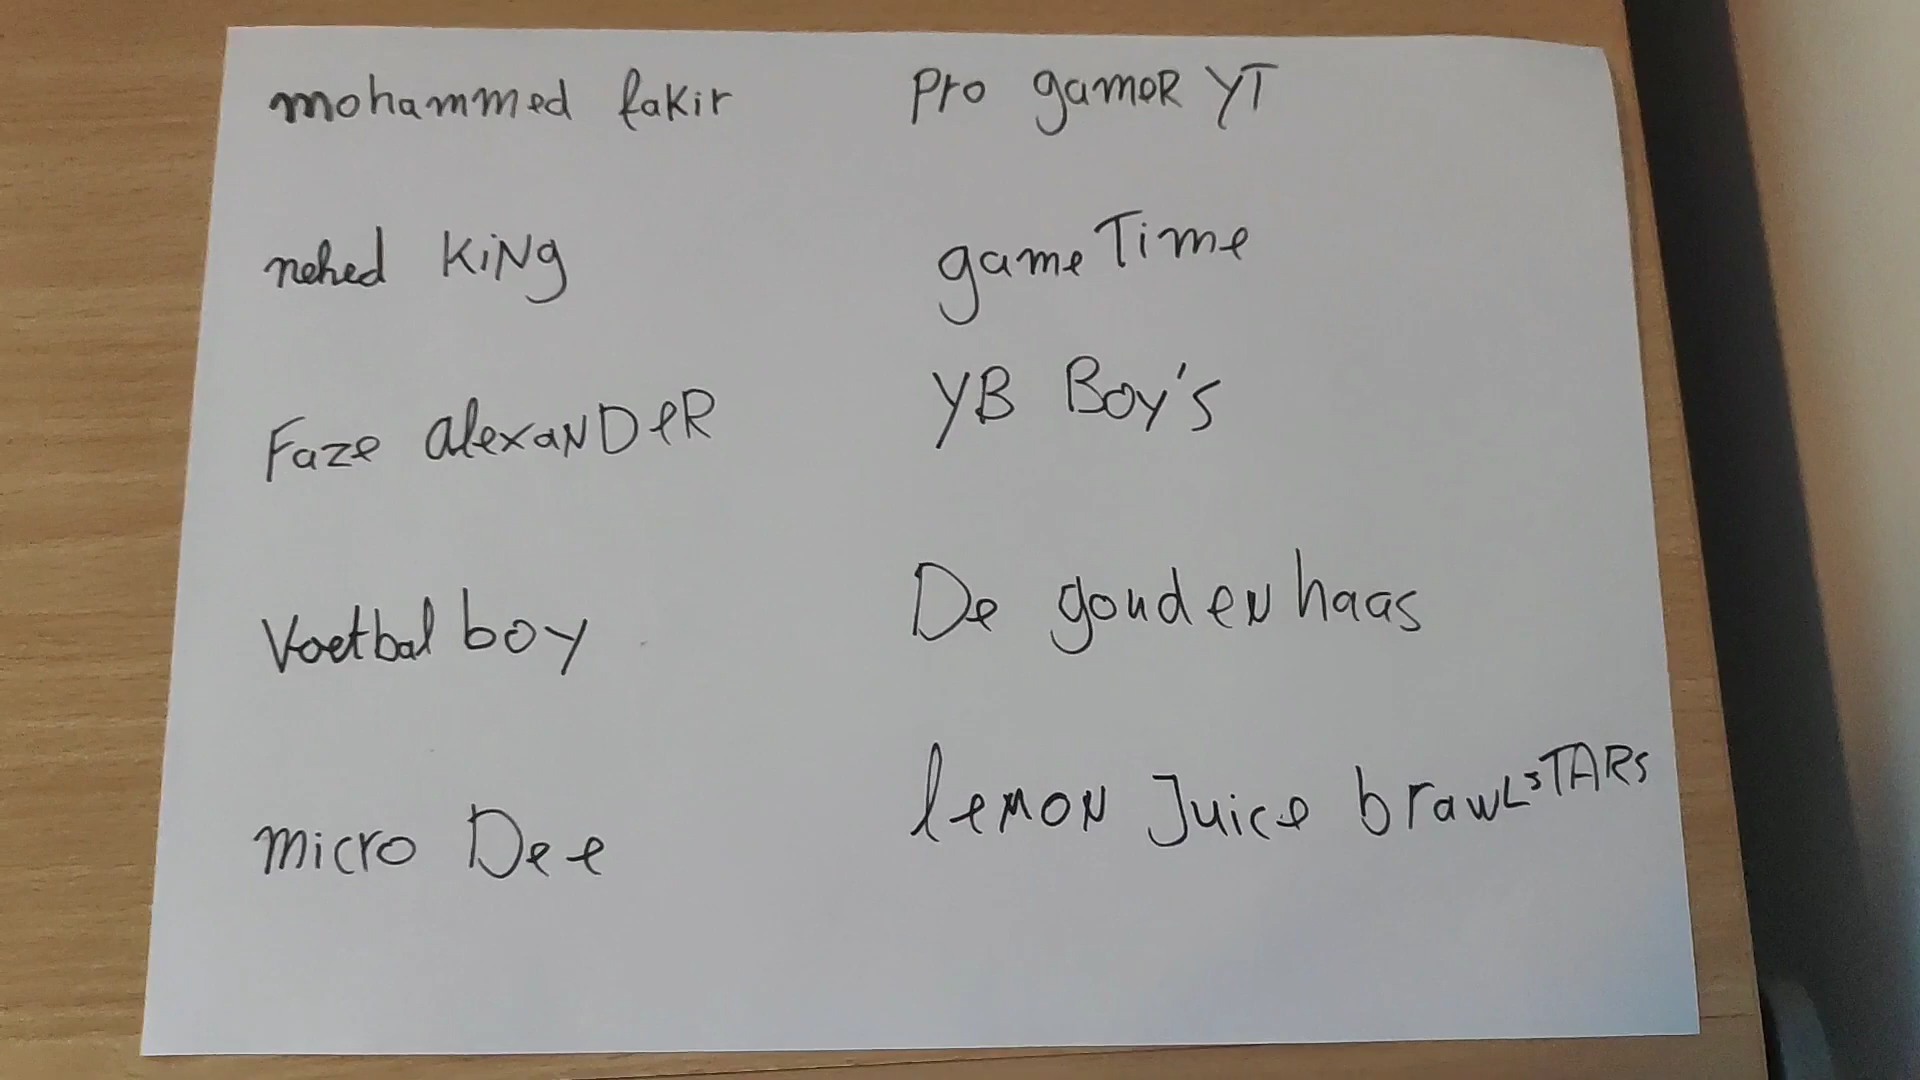 mohammed fakir
nehed KiNg
Faze alexaNDeR
Voetbal boy
micro Dee
Pro gameR YT
game Time
YB Boy's
De gouden haas
lemON Juice brawLsTARs